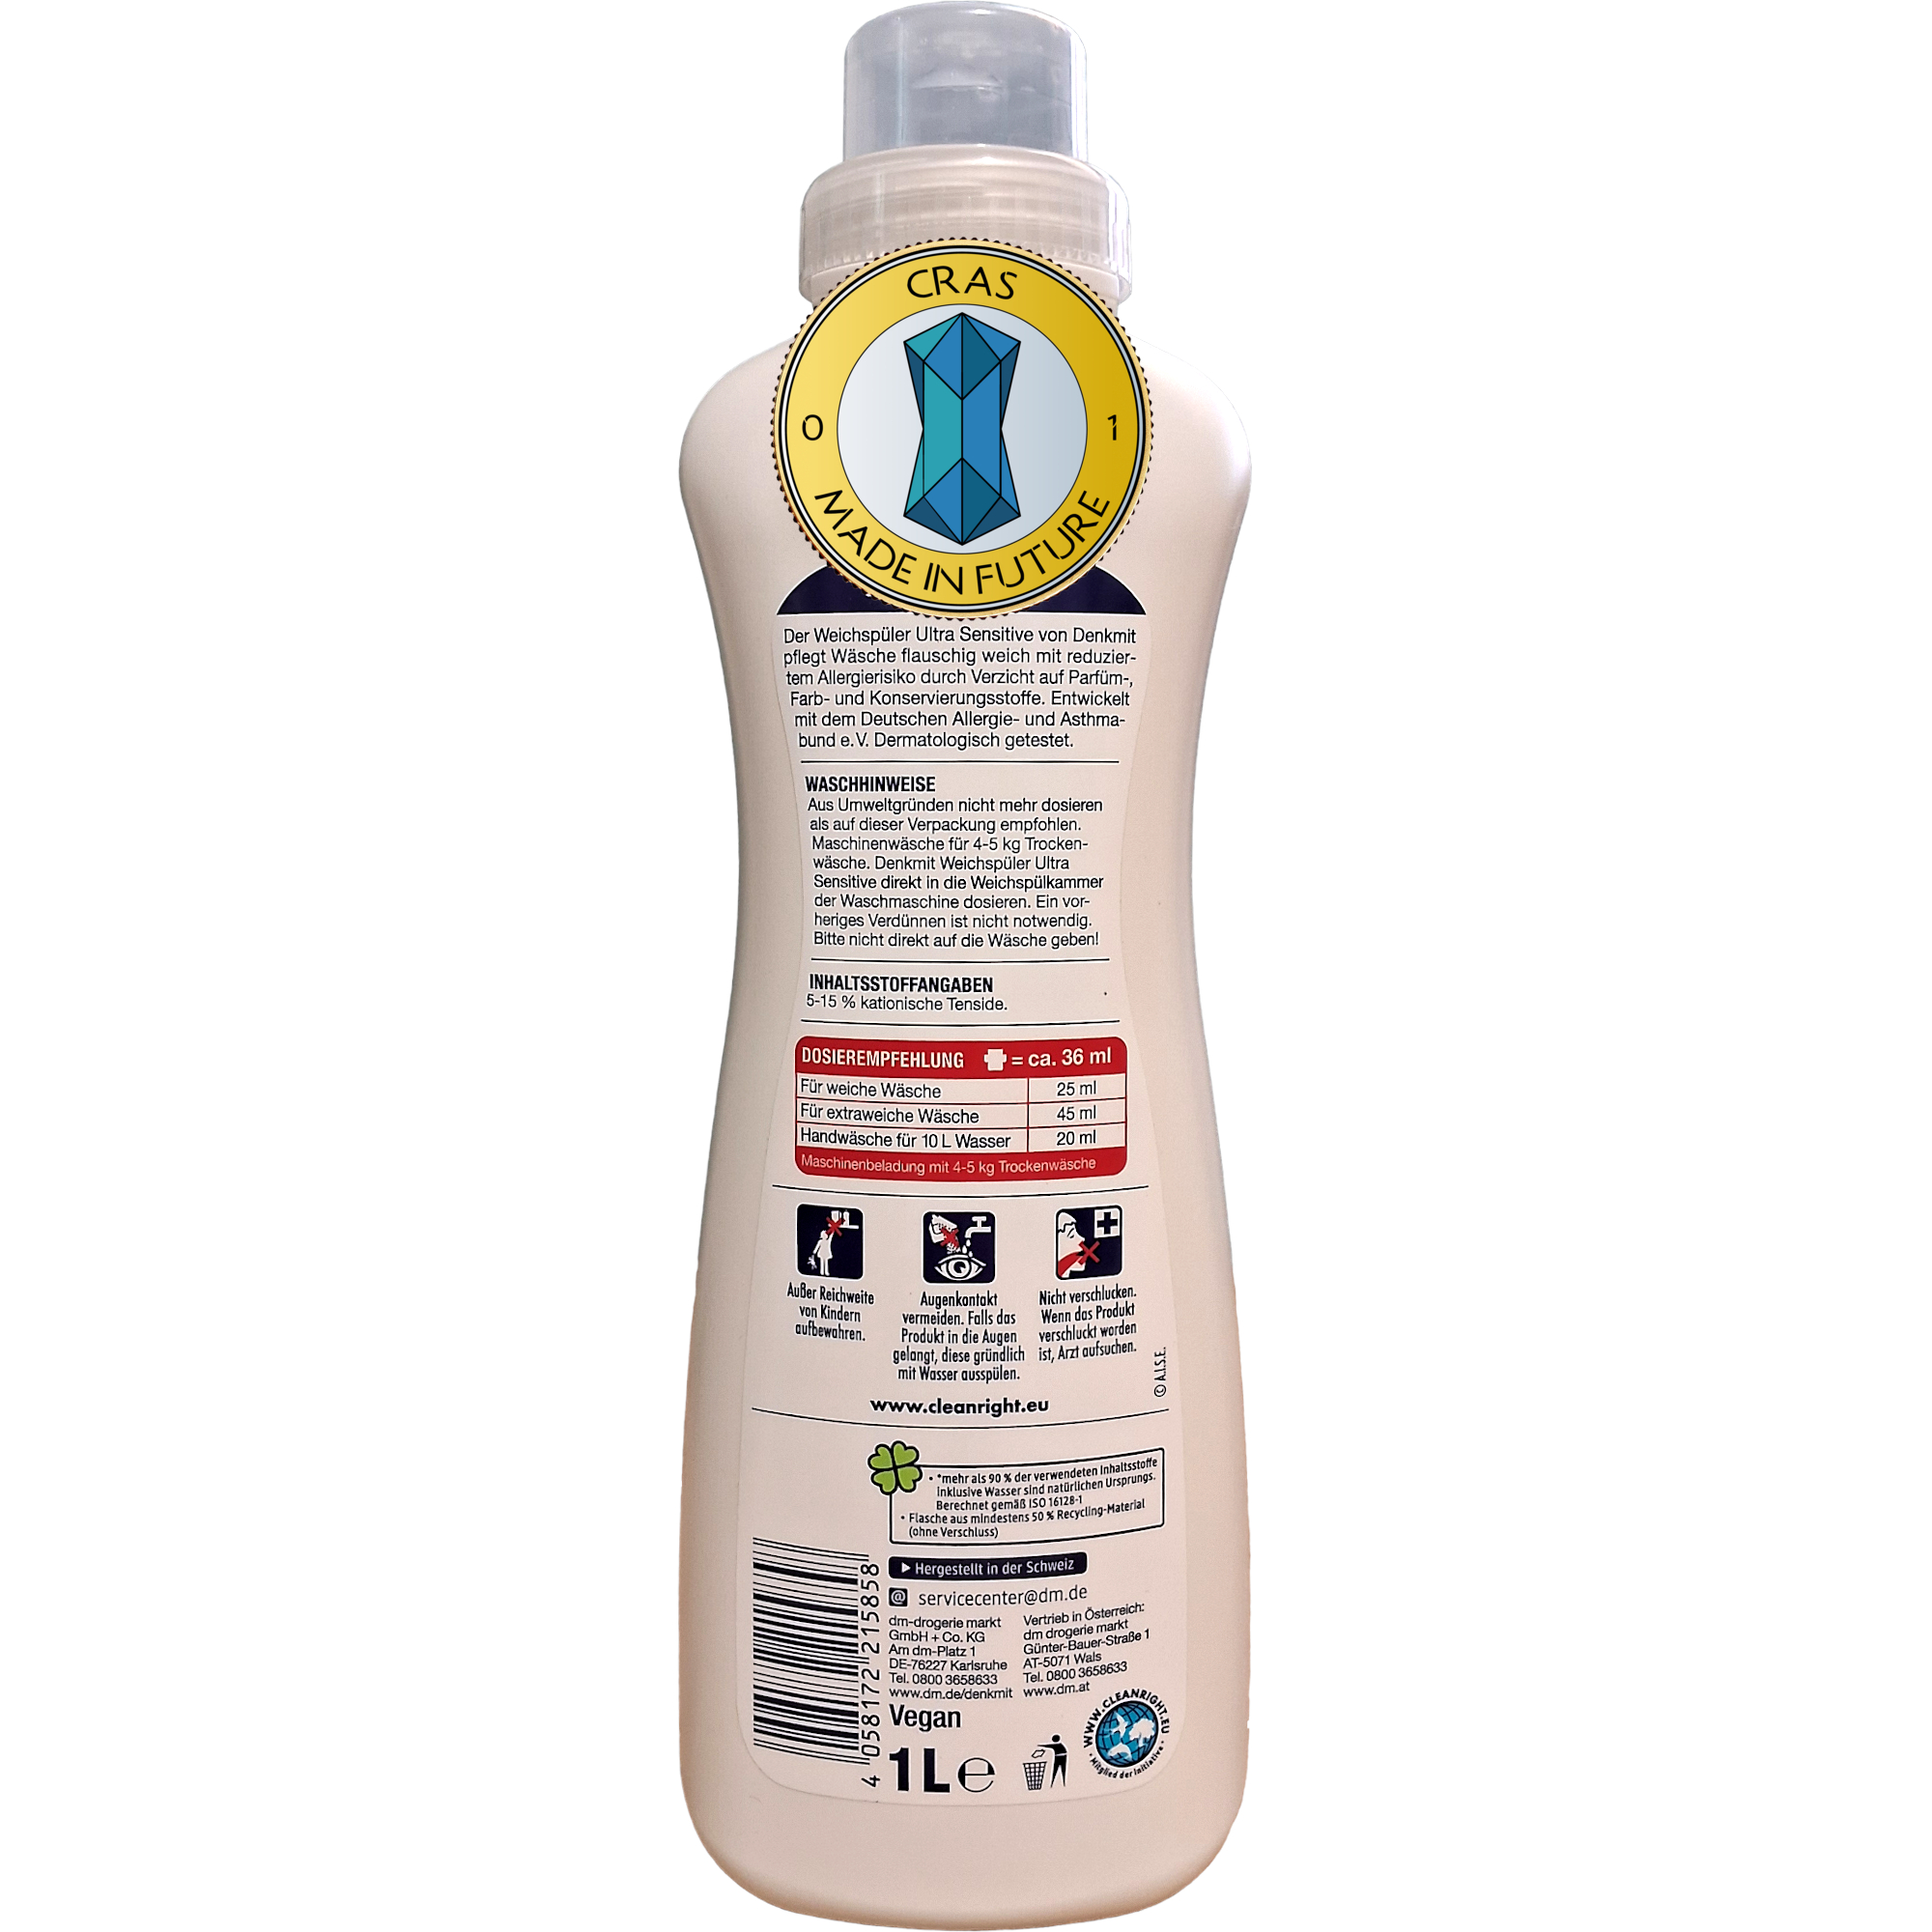 CRAS
0 1
MADE IN FUTURE
Der Weichspüler Ultra Sensitive von Denkmit
pflegt Wäsche flauschig weich mit reduzier-
tem Allergierisiko durch Verzicht auf Parfüm-,
Farb- und Konservierungsstoffe. Entwickelt
mit dem Deutschen Allergie- und Asthma-
bund e.V. Dermatologisch getestet.
WASCHHINWEISE
Aus Umweltgründen nicht mehr dosieren
als auf dieser Verpackung empfohlen.
Maschinenwäsche für 4-5 kg Trocken-
wäsche. Denkmit Weichspüler Ultra
Sensitive direkt in die Weichspülkammer
der Waschmaschine dosieren. Ein vor-
heriges Verdünnen ist nicht notwendig.
Bitte nicht direkt auf die Wäsche geben!
INHALTSSTOFFANGABEN
5-15 % kationische Tenside.
DOSIEREMPFEHLUNG = ca. 36 ml
Für weiche Wäsche 25 ml
Für extraweiche Wäsche 45 ml
Handwäsche für 10 L Wasser 20 ml
Maschinenbeladung mit 4-5 kg Trockenwäsche
Außer Reichweite
von Kindern
aufbewahren.
Augenkontakt
vermeiden. Falls das
Produkt in die Augen
gelangt, diese gründlich
mit Wasser ausspülen.
Nicht verschlucken.
Wenn das Produkt
verschluckt worden
ist, Arzt aufsuchen.
© A.I.S.E.
www.cleanright.eu
• *mehr als 90 % der verwendeten Inhaltsstoffe
inklusive Wasser sind natürlichen Ursprungs.
Berechnet gemäß ISO 16128-1
• Flasche aus mindestens 50 % Recycling-Material
(ohne Verschluss)
Hergestellt in der Schweiz
@ servicecenter@dm.de
dm-drogerie markt
GmbH + Co. KG
Am dm-Platz 1
DE-76227 Karlsruhe
Tel. 0800 3658633
www.dm.de/denkmit
Vertrieb in Österreich:
dm drogerie markt
Günter-Bauer-Straße 1
AT-5071 Wals
Tel. 0800 3658633
www.dm.at
Vegan
1L e
4 058172 215858
WWW.CLEANRIGHT.EU
• Mitglied der Initiative •